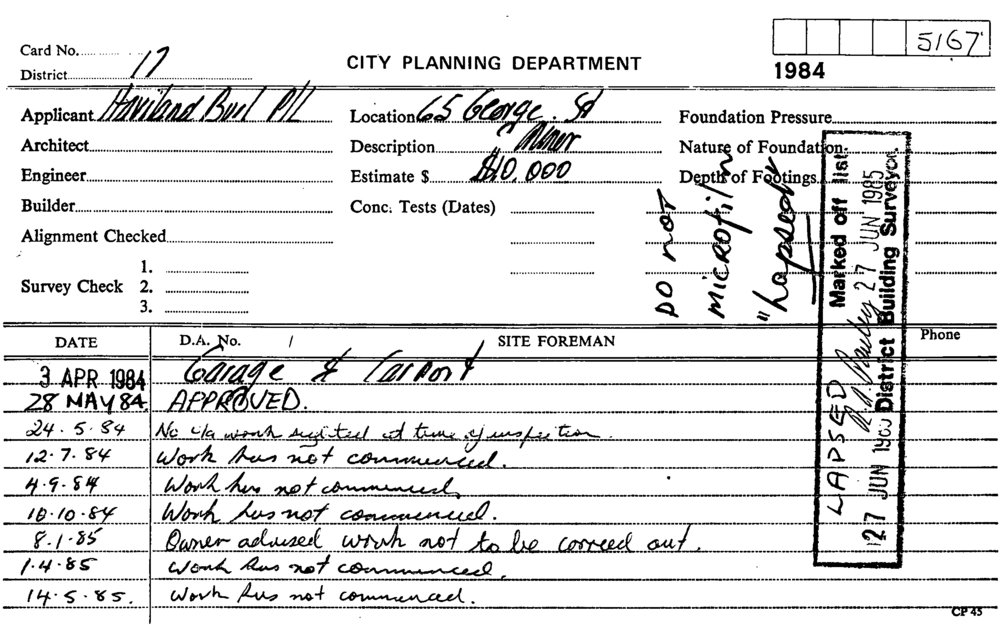 5167
Card No. 17
CITY PLANNING DEPARTMENT
1984
District
Applicant Haviland Buil P/L
Location 65 George. St
Foundation Pressure
Architect
Description
Nature of Foundation
Engineer
Estimate $ $10,000
Depth of Footings
Builder
Conc. Tests (Dates)
Alignment Checked
Survey Check
1.
2.
3.
DO NOT
MICROfilm
"Lapsed"
Marked off list
27 JUN 1985
District Building Surveyor.
LAPSED
27 JUN 1985
DATE
D.A. No. /
SITE FOREMAN
Phone
3 APR 1984 Garage & Carport
28 MAY 84 APPROVED.
24.5.84 No work at time of inspection.
12.7.84 Work has not commenced.
4.9.84 Work has not commenced
10.10.84 Work has not commenced.
8.1.85 Owner advised work not to be carried out.
1.4.85 Work has not commenced.
14.5.85. Work has not commenced.
CP 45